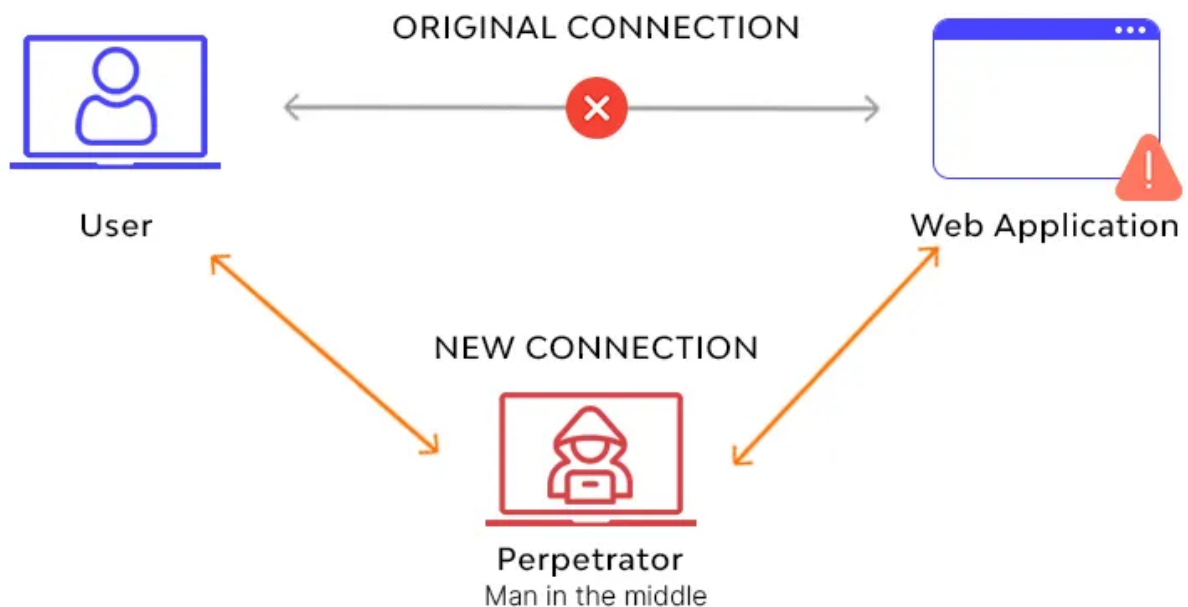 ORIGINAL CONNECTION
User
Web Application
NEW CONNECTION
Perpetrator
Man in the middle